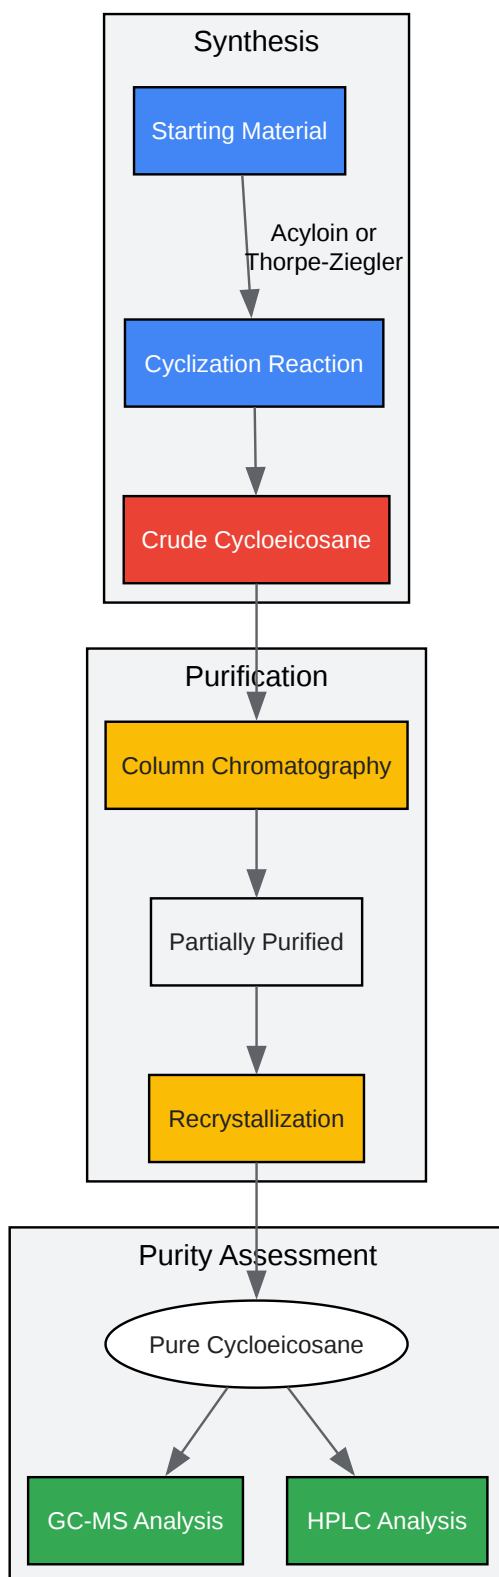 Synthesis
Starting Material
Acyloin or
Thorpe-Ziegler
Cyclization Reaction
Crude Cycloeicosane
Purification
Column Chromatography
Partially Purified
Recrystallization
Purity Assessment
Pure Cycloeicosane
GC-MS Analysis
HPLC Analysis